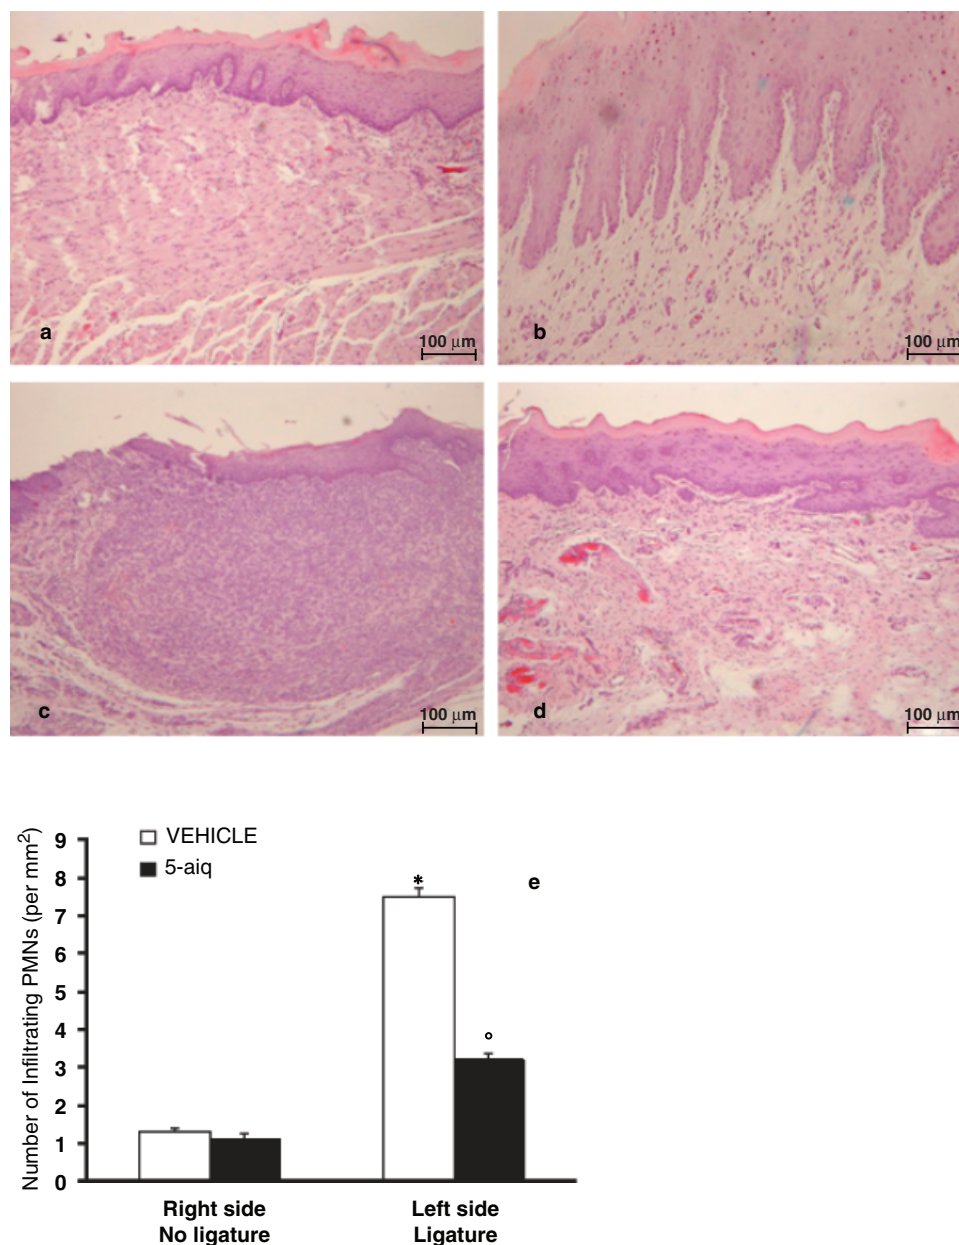 a
100 μm
b
100 μm
c
100 μm
d
100 μm
Number of Infiltrating PMNs (per mm²)
9
8
7
6
5
4
3
2
1
0
VEHICLE
5-aiq
*
°
e
Right side
No ligature
Left side
Ligature